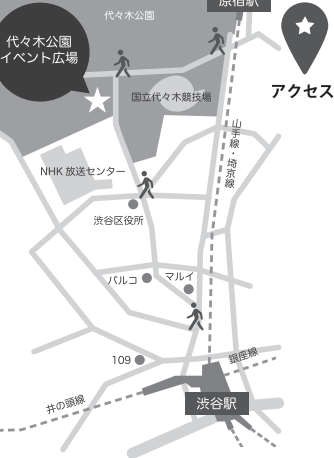 原宿駅
代々木公園
代々木公園
イベント広場
アクセス
国立代々木競技場
山手線・埼京線
NHK 放送センター
渋谷区役所
パルコ
マルイ
109
銀座線
井の頭線
渋谷駅